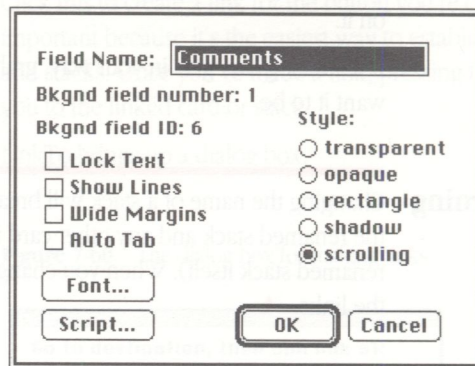 Field Name: Comments
Bkgnd field number: 1
Bkgnd field ID: 6
Lock Text
Show Lines
Wide Margins
Auto Tab
Style:
transparent
opaque
rectangle
shadow
scrolling
Font...
Script...
OK
Cancel